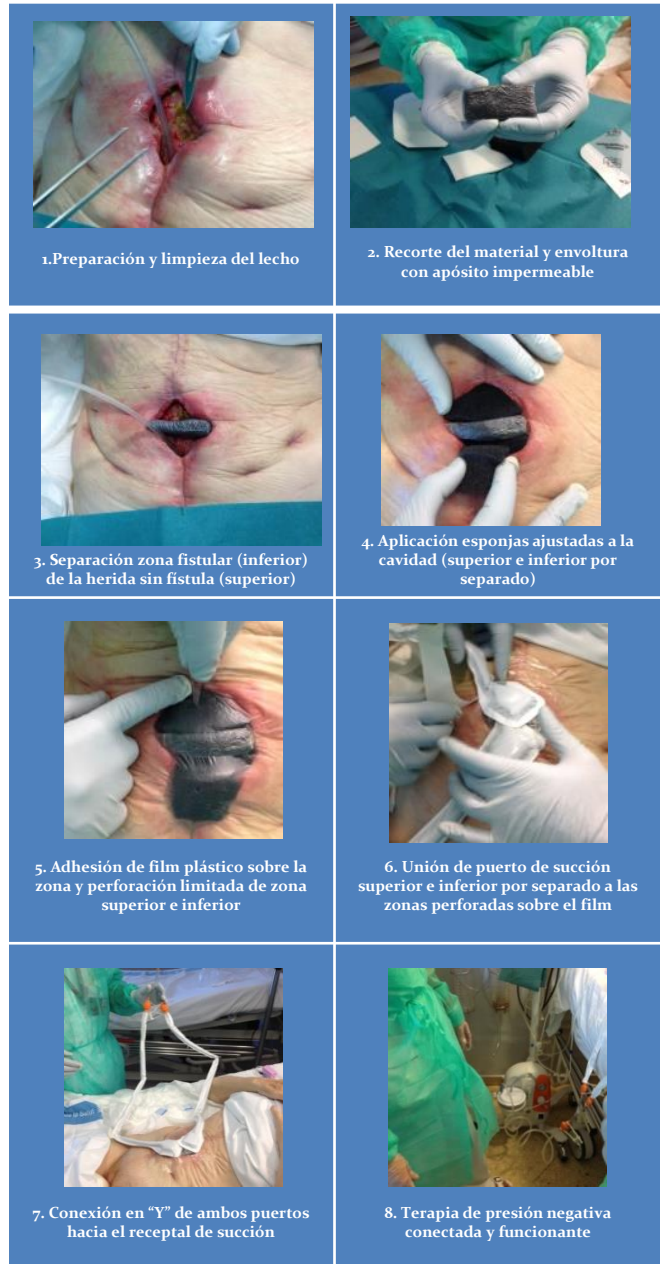 1.Preparación y limpieza del lecho
2. Recorte del material y envoltura
con apósito impermeable
3. Separación zona fistular (inferior)
de la herida sin fístula (superior)
4. Aplicación esponjas ajustadas a la
cavidad (superior e inferior por
separado)
5. Adhesión de film plástico sobre la
zona y perforación limitada de zona
superior e inferior
6. Unión de puerto de succión
superior e inferior por separado a las
zonas perforadas sobre el film
7. Conexión en “Y” de ambos puertos
hacia el receptal de succión
8. Terapia de presión negativa
conectada y funcionante